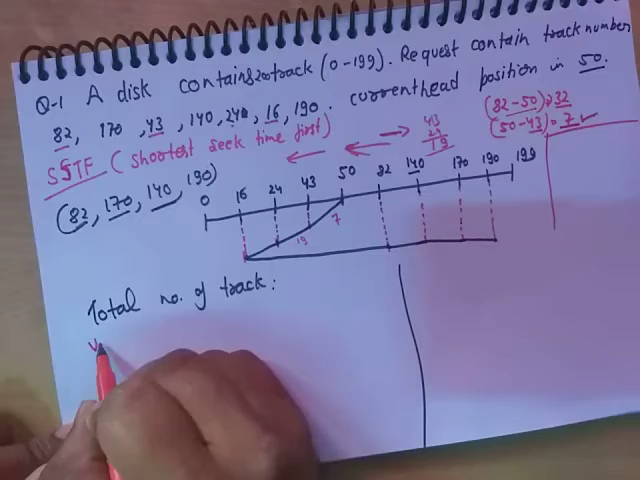 Q-1 A disk contains 200 track (0-199). Request contain track number
82, 170, 43, 140, 24, 16, 190. current head position in 50.
SSTF (shortest seek time first)
43
24
19
(82-50)=32
(50-43)=7 ✓
(82, 170, 140, 190)
0 16 24 43 50 82 140 170 190 199
19 7
Total no. of track: